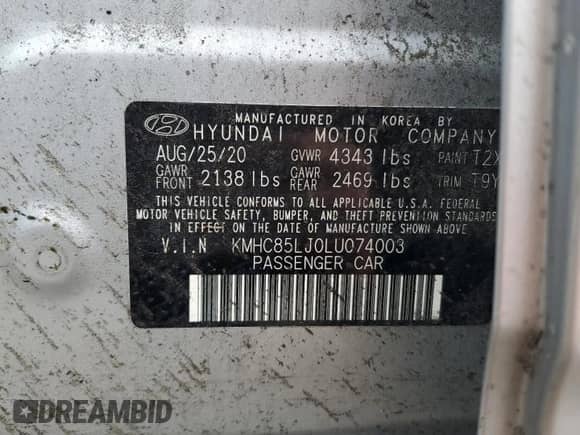 MANUFACTURED IN KOREA BY
HYUNDAI MOTOR COMPANY
AUG/25/20 GVWR 4343 lbs PAINT T2X
GAWR FRONT 2138 lbs GAWR REAR 2469 lbs TRIM T9Y
THIS VEHICLE CONFORMS TO ALL APPLICABLE U.S.A. FEDERAL
MOTOR VEHICLE SAFETY, BUMPER, AND THEFT PREVENTION STANDARDS
IN EFFECT ON THE DATE OF MANUFACTURE SHOWN ABOVE
V.I.N KMHC85LJ0LU074003
PASSENGER CAR
DREAMBID